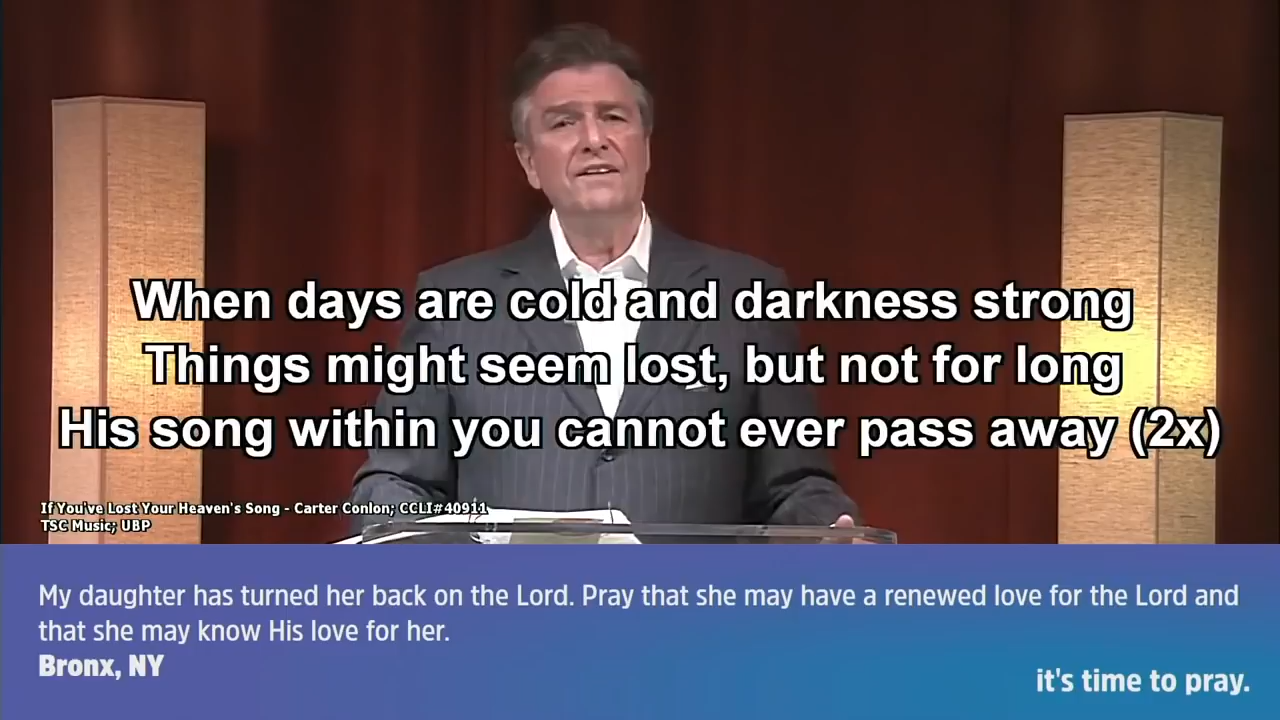 When days are cold and darkness strong
Things might seem lost, but not for long
His song within you cannot ever pass away (2x)
If You've Lost Your Heaven's Song - Carter Conlon; CCLI#40911
TSC Music; UBP
My daughter has turned her back on the Lord. Pray that she may have a renewed love for the Lord and
that she may know His love for her.
Bronx, NY
it's time to pray.